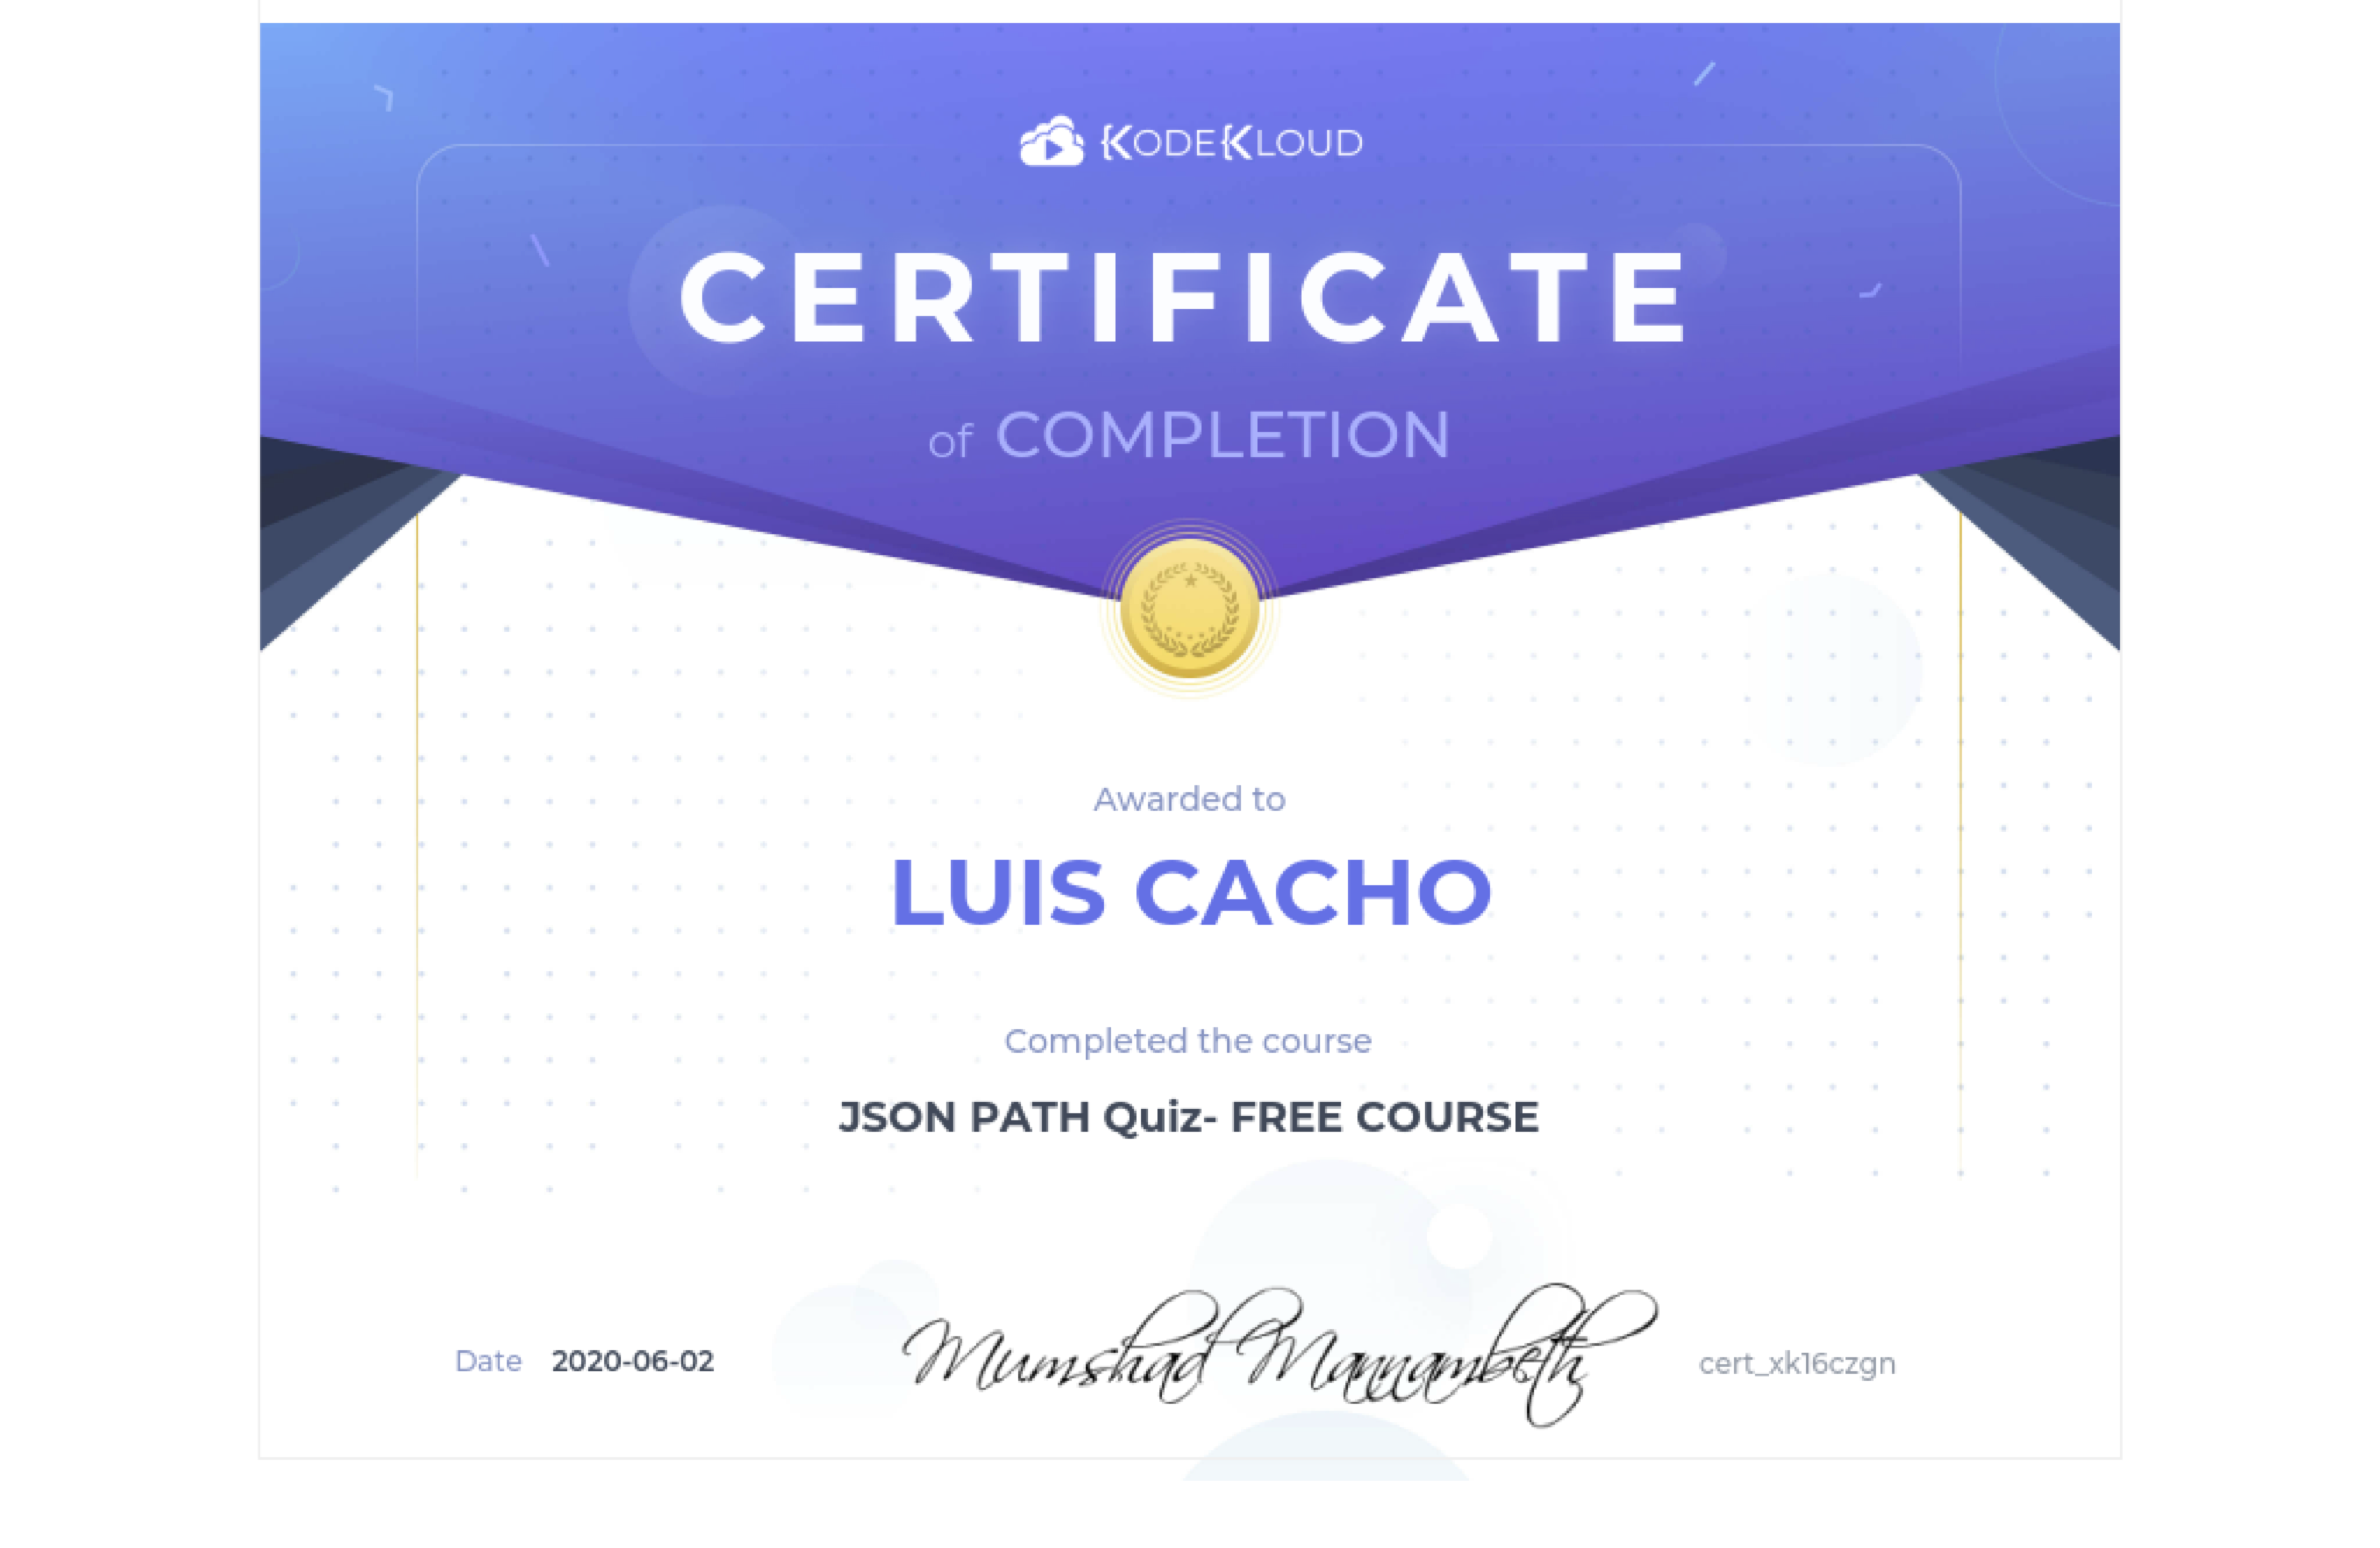 KODEKLOUD
CERTIFICATE
of COMPLETION
Awarded to
LUIS CACHO
Completed the course
JSON PATH Quiz- FREE COURSE
Date 2020-06-02
Mumshad Mannambeth
cert_xk16czgn